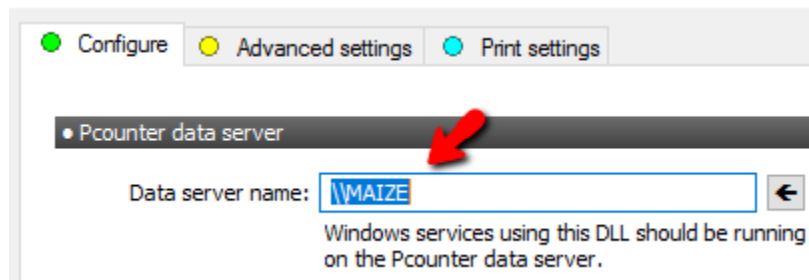 Configure Advanced settings Print settings
• Pcounter data server
Data server name: \\MAIZE
Windows services using this DLL should be running
on the Pcounter data server.